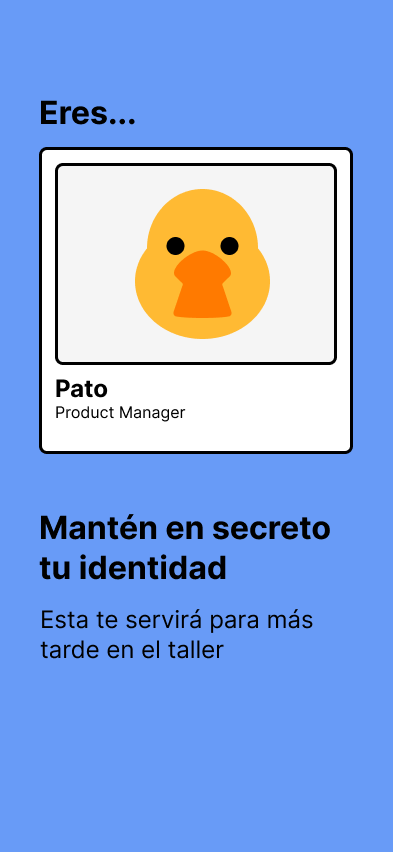 Eres...
Pato
Product Manager
Mantén en secreto
tu identidad
Esta te servirá para más
tarde en el taller